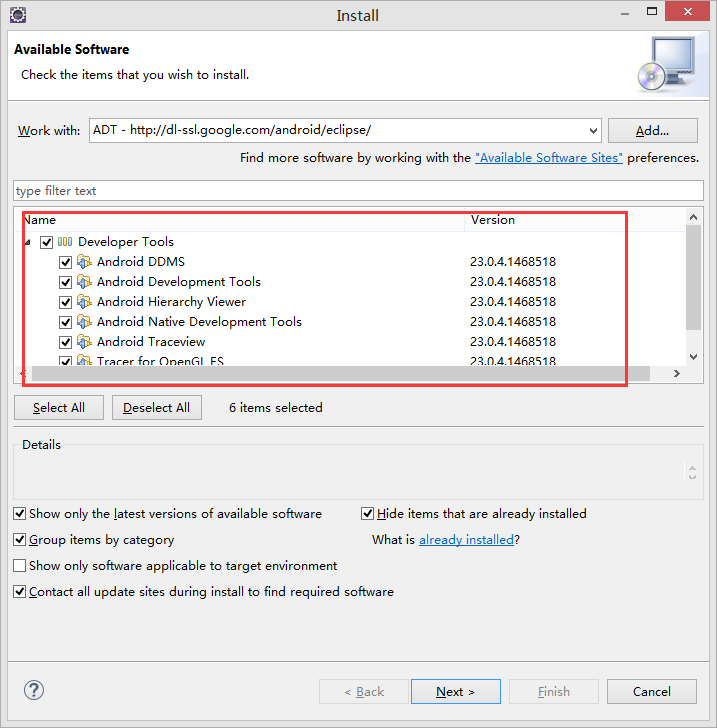 Install
Available Software
Check the items that you wish to install.
Work with: ADT - http://dl-ssl.google.com/android/eclipse/ Add...
Find more software by working with the "Available Software Sites" preferences.
type filter text
Name Version
Developer Tools
Android DDMS 23.0.4.1468518
Android Development Tools 23.0.4.1468518
Android Hierarchy Viewer 23.0.4.1468518
Android Native Development Tools 23.0.4.1468518
Android Traceview 23.0.4.1468518
Tracer for OpenGL ES 23.0.4.1468518
Select All Deselect All 6 items selected
Details
Show only the latest versions of available software Hide items that are already installed
Group items by category What is already installed?
Show only software applicable to target environment
Contact all update sites during install to find required software
? < Back Next > Finish Cancel